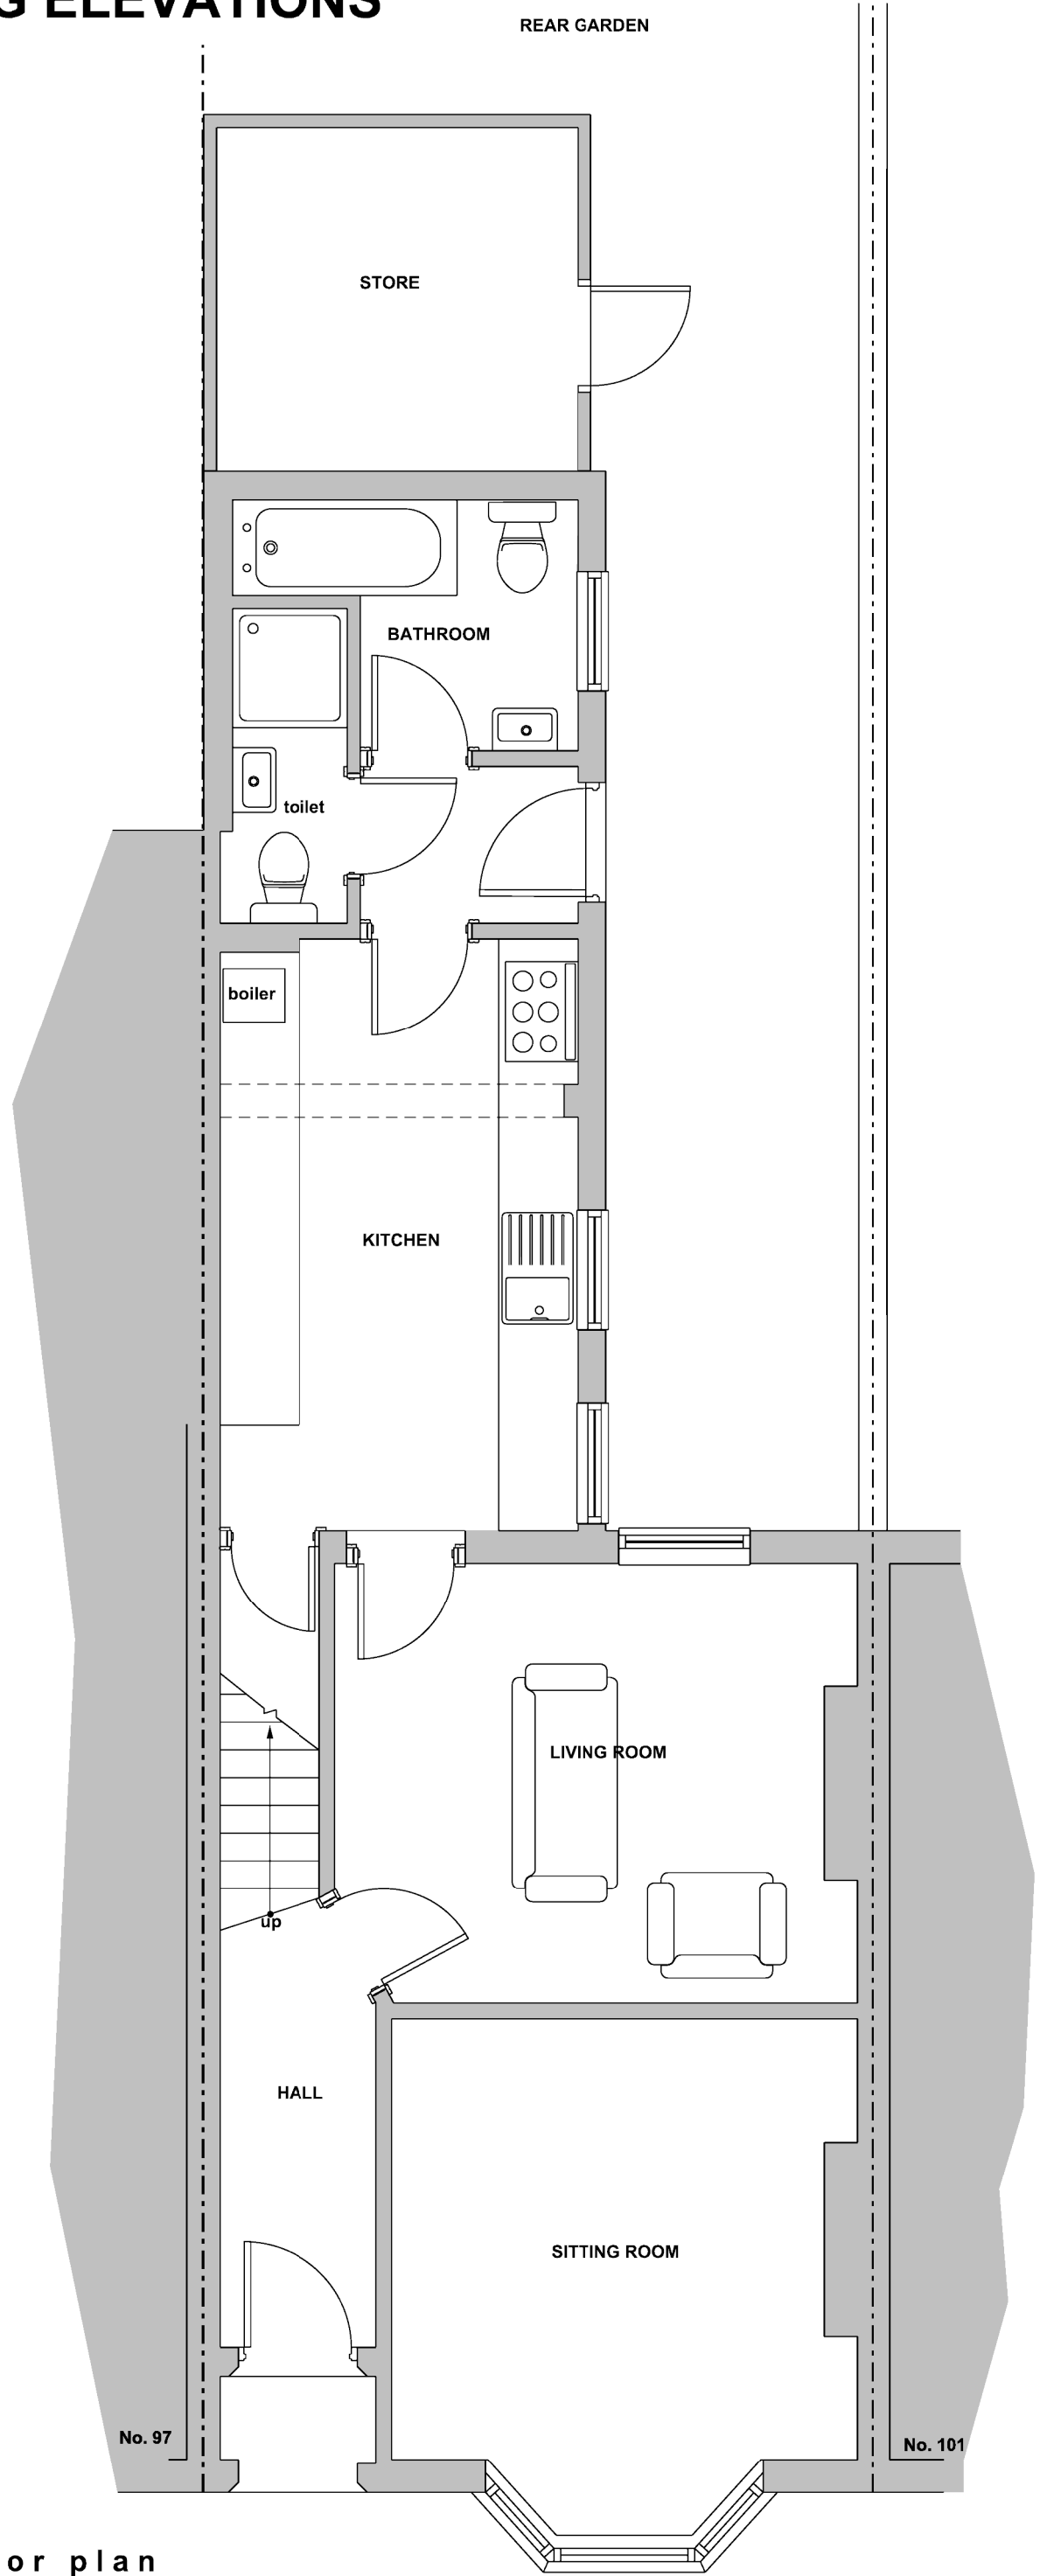 G ELEVATIONS
REAR GARDEN
STORE
BATHROOM
toilet
boiler
KITCHEN
LIVING ROOM
up
HALL
SITTING ROOM
No. 97
No. 101
or plan